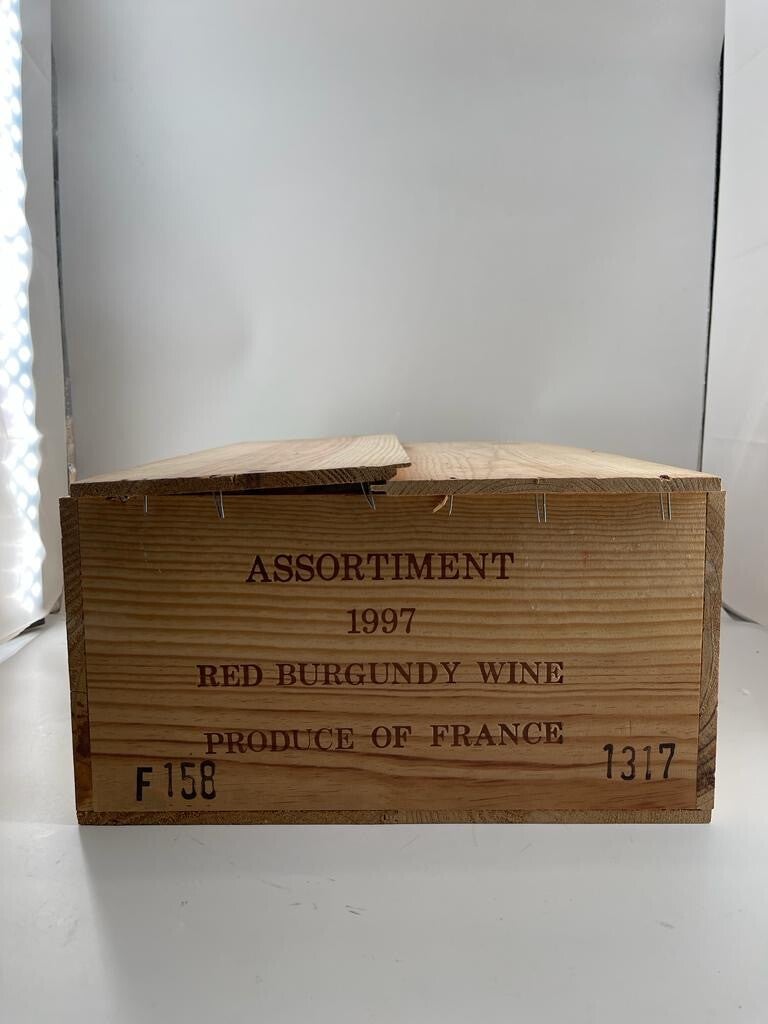 ASSORTIMENT
1997
RED BURGUNDY WINE
PRODUCE OF FRANCE
F 158 1317